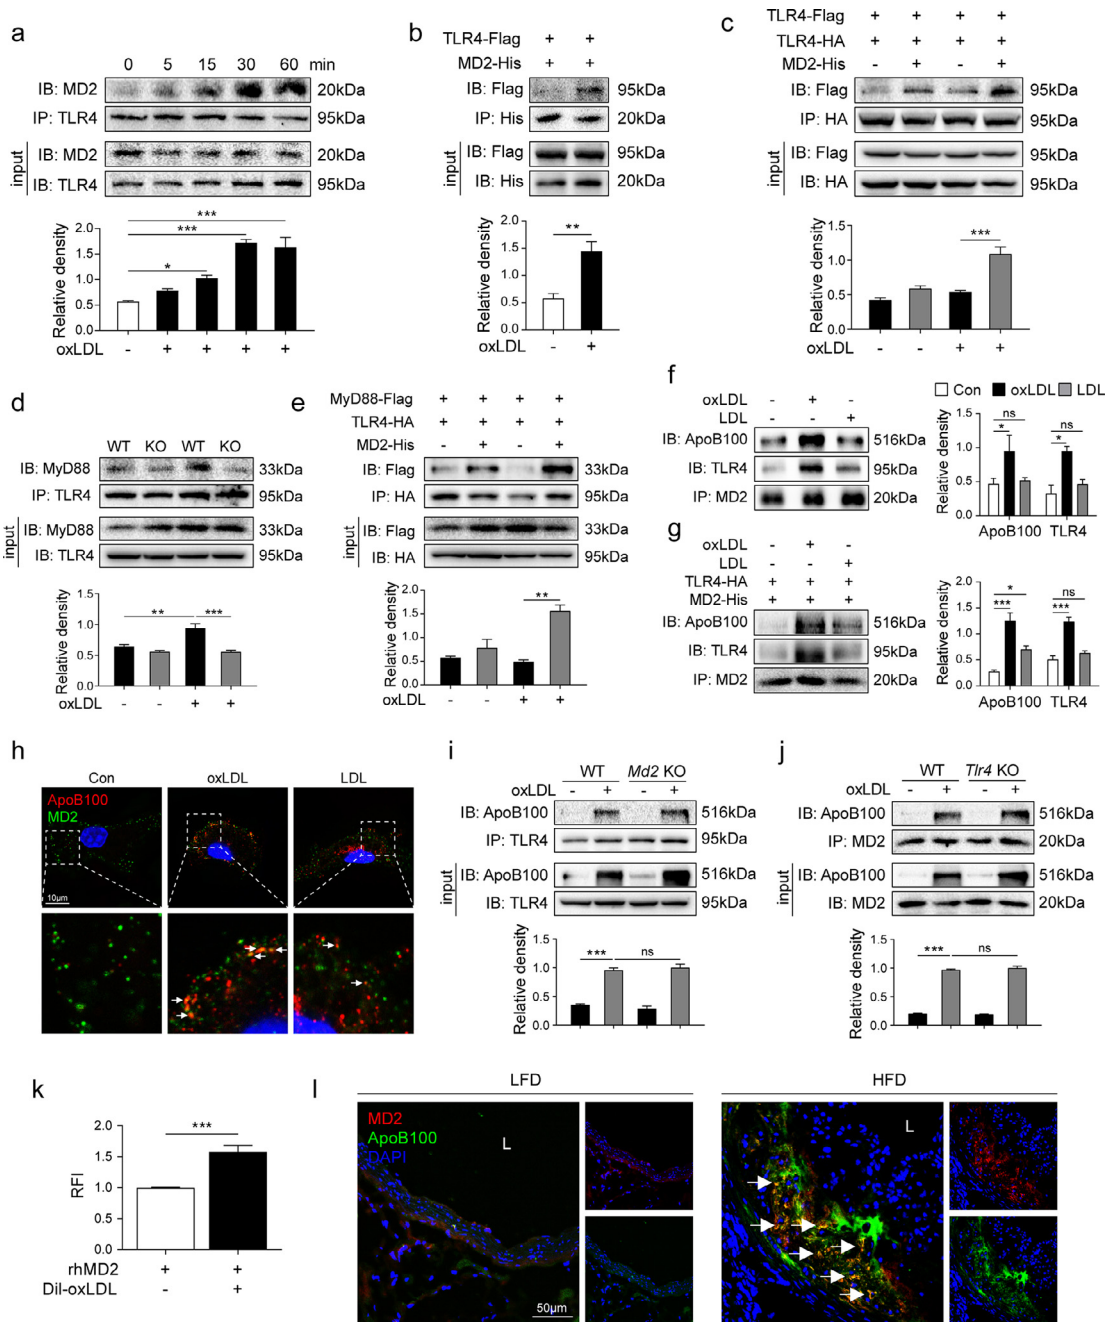 a
0 5 15 30 60 min
IB: MD2 20kDa
IP: TLR4 95kDa
input
IB: MD2 20kDa
IB: TLR4 95kDa
*** 
***
*
Relative density
2.0
1.5
1.0
0.5
0.0
oxLDL - + + + +
b
TLR4-Flag + +
MD2-His + +
IB: Flag 95kDa
IP: His 20kDa
input
IB: Flag 95kDa
IB: His 20kDa
**
Relative density
2.0
1.5
1.0
0.5
0.0
oxLDL - +
c
TLR4-Flag + + + +
TLR4-HA + + + +
MD2-His - + - +
IB: Flag 95kDa
IP: HA 95kDa
input
IB: Flag 95kDa
IB: HA 95kDa
***
Relative density
1.5
1.0
0.5
0.0
oxLDL - - + +
d
WT KO WT KO
IB: MyD88 33kDa
IP: TLR4 95kDa
input
IB: MyD88 33kDa
IB: TLR4 95kDa
** ***
Relative density
1.5
1.0
0.5
0.0
oxLDL - - + +
e
MyD88-Flag + + + +
TLR4-HA + + + +
MD2-His - + - +
IB: Flag 33kDa
IP: HA 95kDa
input
IB: Flag 33kDa
IB: HA 95kDa
**
Relative density
2.0
1.5
1.0
0.5
0.0
oxLDL - - + +
f
oxLDL - + -
LDL - - +
IB: ApoB100 516kDa
IB: TLR4 95kDa
IP: MD2 20kDa
Con oxLDL LDL
ns ns
* *
Relative density
1.5
1.0
0.5
0.0
ApoB100 TLR4
g
oxLDL - + -
LDL - - +
TLR4-HA + + +
MD2-His + + +
IB: ApoB100 516kDa
IB: TLR4 95kDa
IP: MD2 20kDa
* ns
*** ***
Relative density
2.0
1.5
1.0
0.5
0.0
ApoB100 TLR4
h
Con oxLDL LDL
ApoB100
MD2
10μm
i
WT Md2 KO
oxLDL - + - +
IB: ApoB100 516kDa
IP: TLR4 95kDa
input
IB: ApoB100 516kDa
IB: TLR4 95kDa
*** ns
Relative density
1.5
1.0
0.5
0.0
j
WT Tlr4 KO
oxLDL - + - +
IB: ApoB100 516kDa
IP: MD2 20kDa
input
IB: ApoB100 516kDa
IB: MD2 20kDa
*** ns
Relative density
1.5
1.0
0.5
0.0
k
***
RFI
2.0
1.5
1.0
0.5
0.0
rhMD2 + +
Dil-oxLDL - +
l
LFD HFD
MD2
ApoB100
DAPI
L
L
50μm